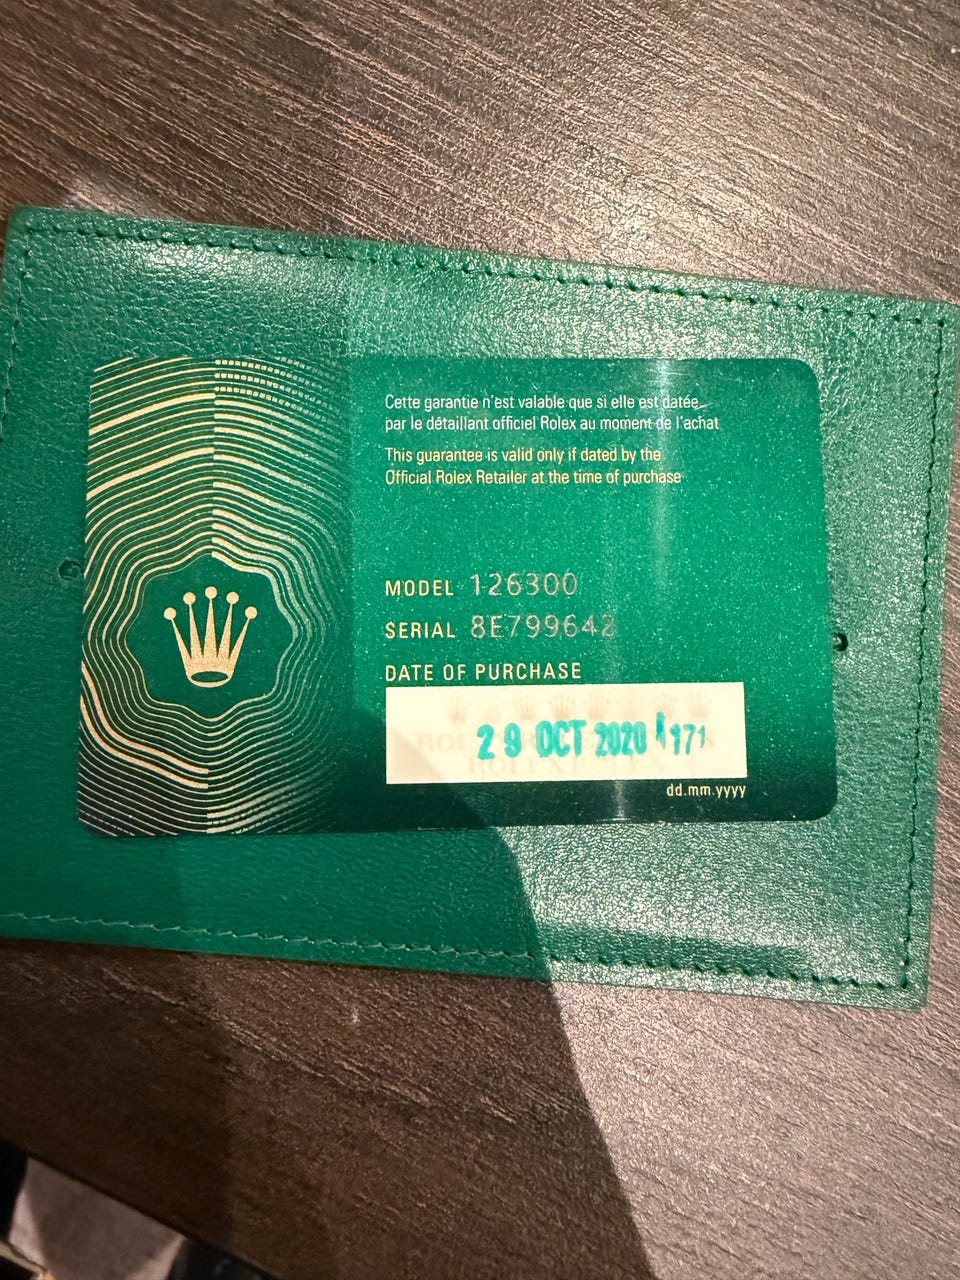 Cette garantie n'est valable que si elle est datée
par le détaillant officiel Rolex au moment de l'achat
This guarantee is valid only if dated by the
Official Rolex Retailer at the time of purchase
MODEL 126300
SERIAL 8E799642
DATE OF PURCHASE
29 OCT 2020
dd.mm.yyyy